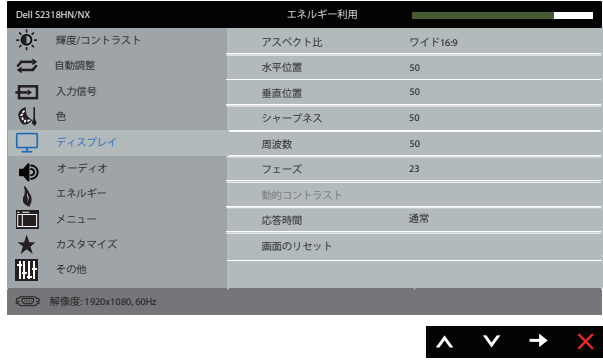 Dell S2318HN/NX エネルギー利用
輝度/コントラスト アスペクト比 ワイド16:9
自動調整 水平位置 50
入力信号 垂直位置 50
色 シャープネス 50
ディスプレイ 周波数 50
オーディオ フェーズ 23
エネルギー 動的コントラスト
メニュー 応答時間 通常
カスタマイズ 画面のリセット
その他
解像度: 1920x1080, 60Hz